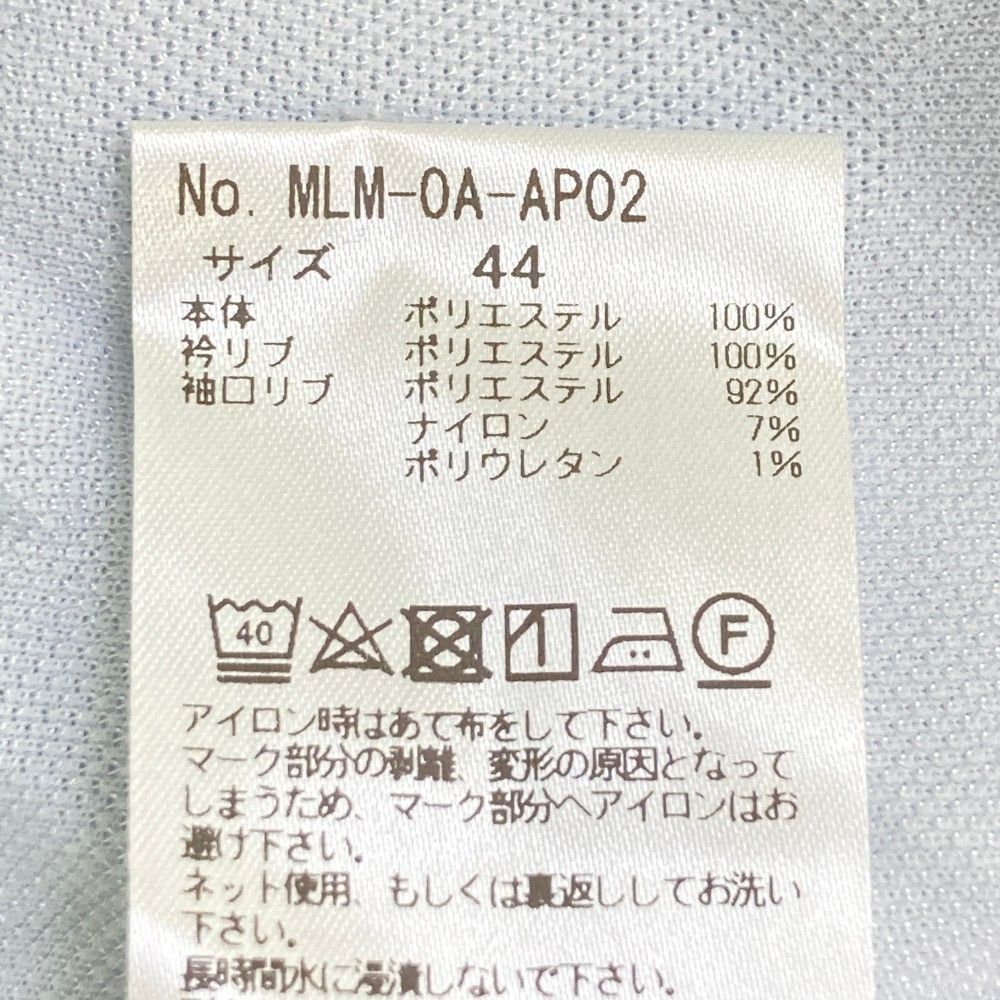 No. MLM-OA-AP02
サイズ 44
本体 ポリエステル 100%
衿リブ ポリエステル 100%
袖口リブ ポリエステル 92%
ナイロン 7%
ポリウレタン 1%
40 F
アイロン時はあて布をして下さい.
マーク部分の剥離、変形の原因となって
しまうため、マーク部分へアイロンはお
避け下さい.
ネット使用、もしくは裏返ししてお洗い
下さい.
長時間水に浸漬しないで下さい.